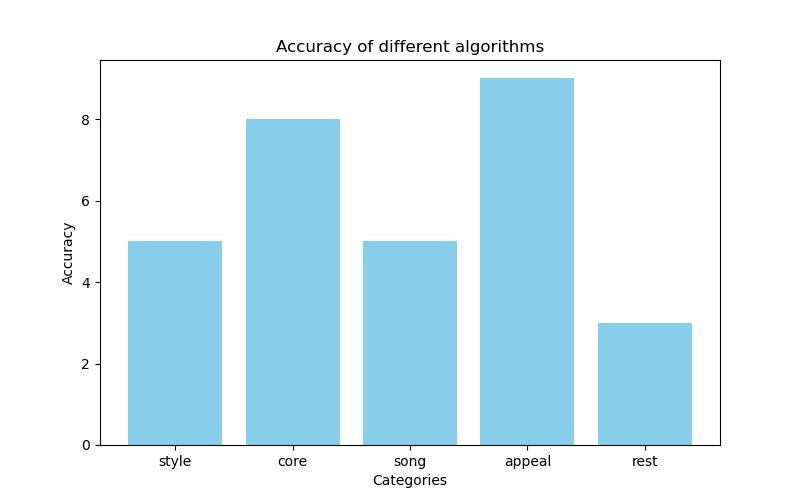 Accuracy of different algorithms
Accuracy
8
6
4
2
0
style core song appeal rest
Categories